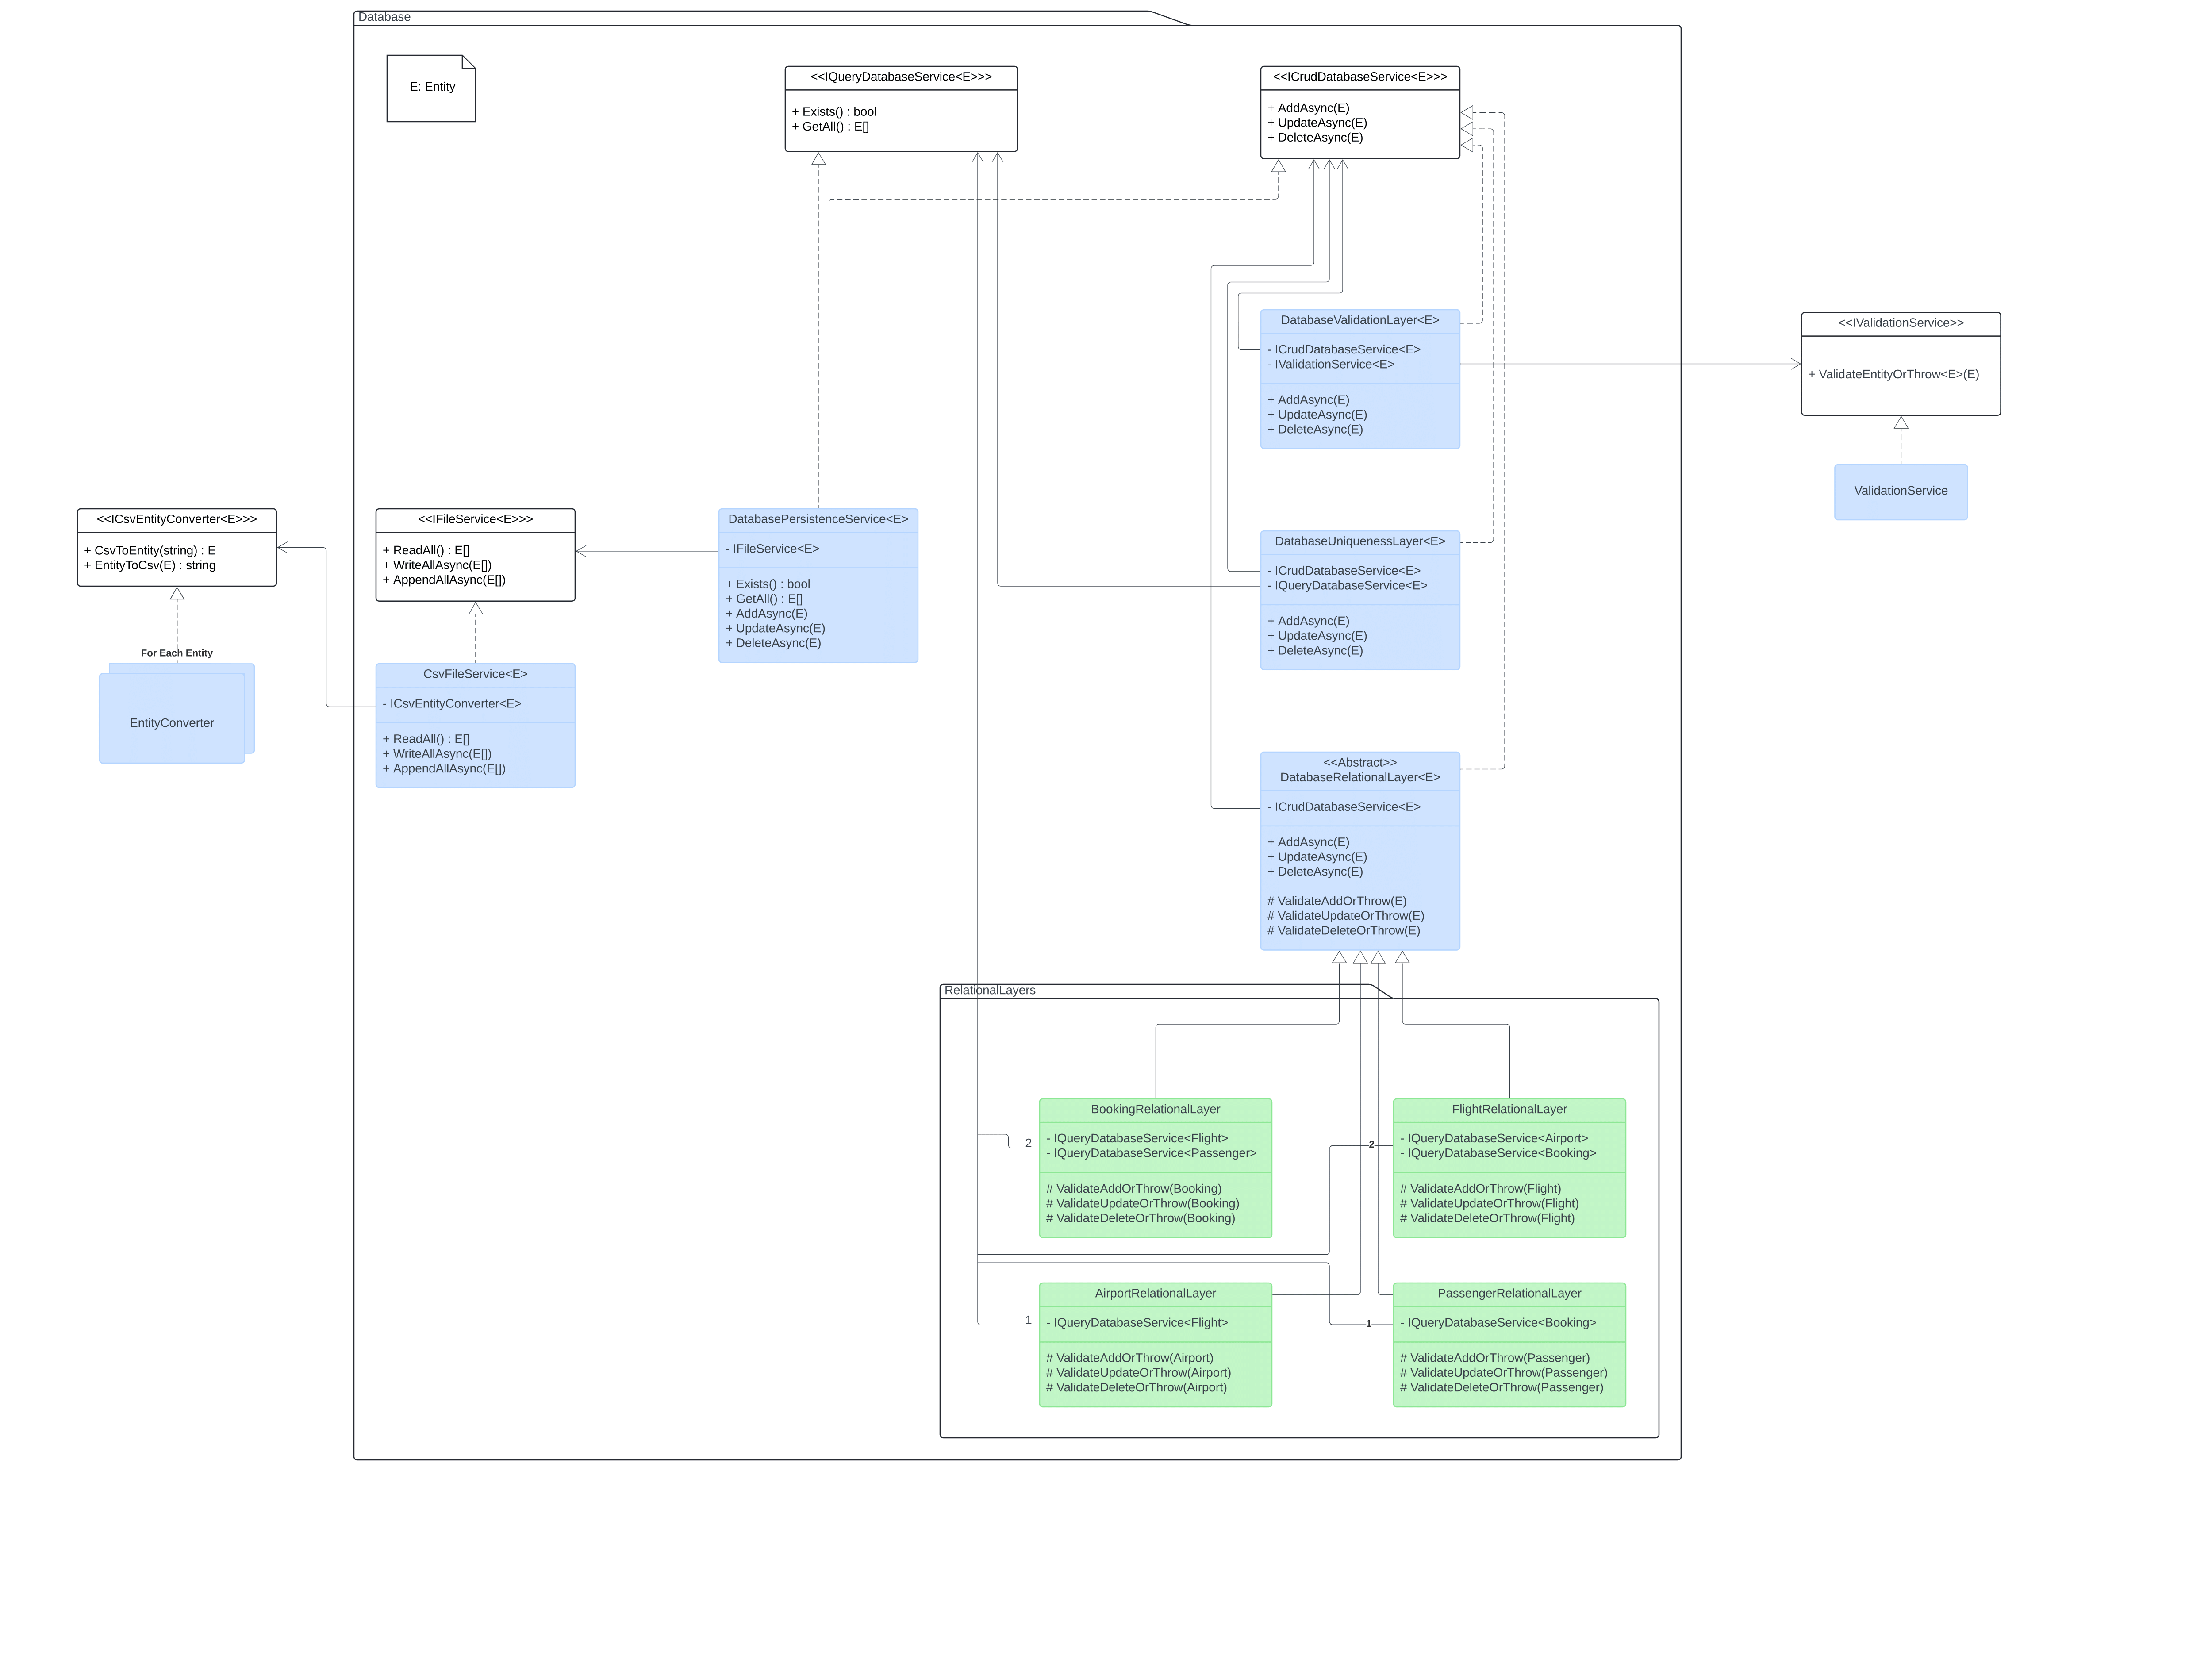 Database
E: Entity
<<IQueryDatabaseService<E>>>
+ Exists() : bool
+ GetAll() : E[]
<<ICrudDatabaseService<E>>>
+ AddAsync(E)
+ UpdateAsync(E)
+ DeleteAsync(E)
DatabaseValidationLayer<E>
- ICrudDatabaseService<E>
- IValidationService<E>
+ AddAsync(E)
+ UpdateAsync(E)
+ DeleteAsync(E)
<<IValidationService>>
+ ValidateEntityOrThrow<E>(E)
ValidationService
<<ICsvEntityConverter<E>>>
+ CsvToEntity(string) : E
+ EntityToCsv(E) : string
For Each Entity
EntityConverter
<<IFileService<E>>>
+ ReadAll() : E[]
+ WriteAllAsync(E[])
+ AppendAllAsync(E[])
CsvFileService<E>
- ICsvEntityConverter<E>
+ ReadAll() : E[]
+ WriteAllAsync(E[])
+ AppendAllAsync(E[])
DatabasePersistenceService<E>
- IFileService<E>
+ Exists() : bool
+ GetAll() : E[]
+ AddAsync(E)
+ UpdateAsync(E)
+ DeleteAsync(E)
DatabaseUniquenessLayer<E>
- ICrudDatabaseService<E>
- IQueryDatabaseService<E>
+ AddAsync(E)
+ UpdateAsync(E)
+ DeleteAsync(E)
<<Abstract>>
DatabaseRelationalLayer<E>
- ICrudDatabaseService<E>
+ AddAsync(E)
+ UpdateAsync(E)
+ DeleteAsync(E)
# ValidateAddOrThrow(E)
# ValidateUpdateOrThrow(E)
# ValidateDeleteOrThrow(E)
RelationalLayers
BookingRelationalLayer
2
- IQueryDatabaseService<Flight>
- IQueryDatabaseService<Passenger>
# ValidateAddOrThrow(Booking)
# ValidateUpdateOrThrow(Booking)
# ValidateDeleteOrThrow(Booking)
FlightRelationalLayer
2
- IQueryDatabaseService<Airport>
- IQueryDatabaseService<Booking>
# ValidateAddOrThrow(Flight)
# ValidateUpdateOrThrow(Flight)
# ValidateDeleteOrThrow(Flight)
AirportRelationalLayer
1
- IQueryDatabaseService<Flight>
# ValidateAddOrThrow(Airport)
# ValidateUpdateOrThrow(Airport)
# ValidateDeleteOrThrow(Airport)
PassengerRelationalLayer
1
- IQueryDatabaseService<Booking>
# ValidateAddOrThrow(Passenger)
# ValidateUpdateOrThrow(Passenger)
# ValidateDeleteOrThrow(Passenger)